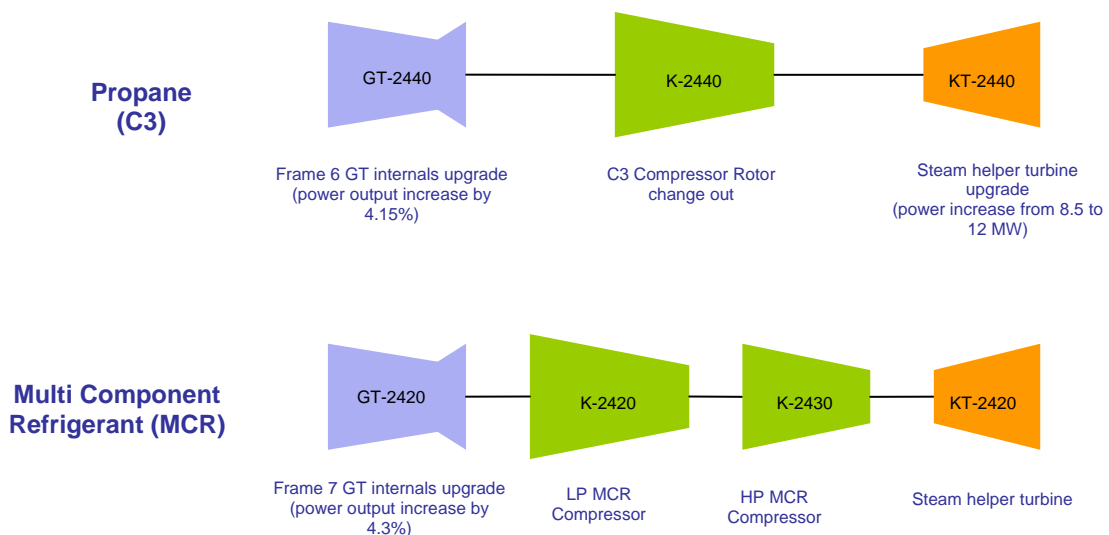 Propane
(C3)
GT-2440
K-2440
KT-2440
Frame 6 GT internals upgrade
(power output increase by
4.15%)
C3 Compressor Rotor
change out
Steam helper turbine
upgrade
(power increase from 8.5 to
12 MW)
Multi Component
Refrigerant (MCR)
GT-2420
K-2420
K-2430
KT-2420
Frame 7 GT internals upgrade
(power output increase by
4.3%)
LP MCR
Compressor
HP MCR
Compressor
Steam helper turbine